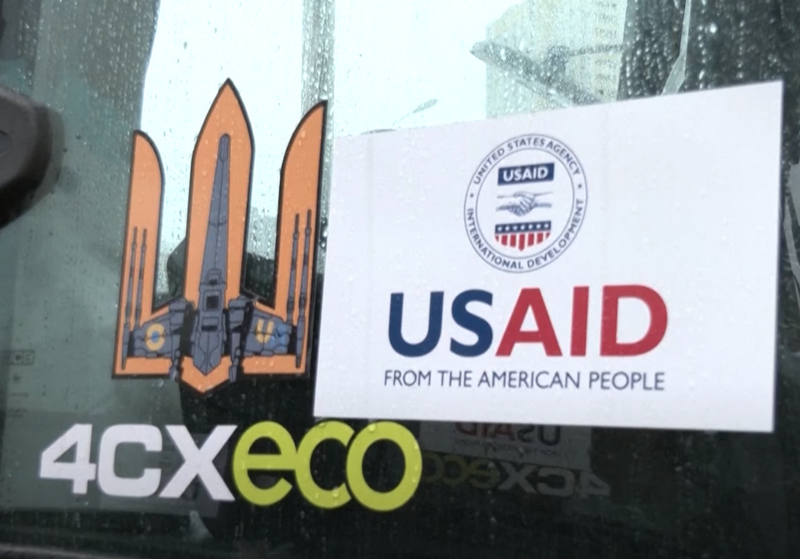 UNITED STATES AGENCY
USAID
INTERNATIONAL DEVELOPMENT
USAID
FROM THE AMERICAN PEOPLE
4CXeco